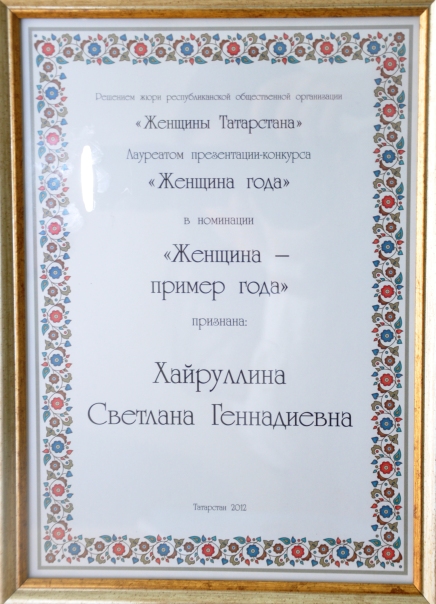 Решением жюри республиканской общественной организации
«Женщины Татарстана»
Лауреатом презентации-конкурса
«Женщина года»
в номинации
«Женщина –
пример года»
признана:
Хайруллина
Светлана Геннадиевна
Татарстан 2012